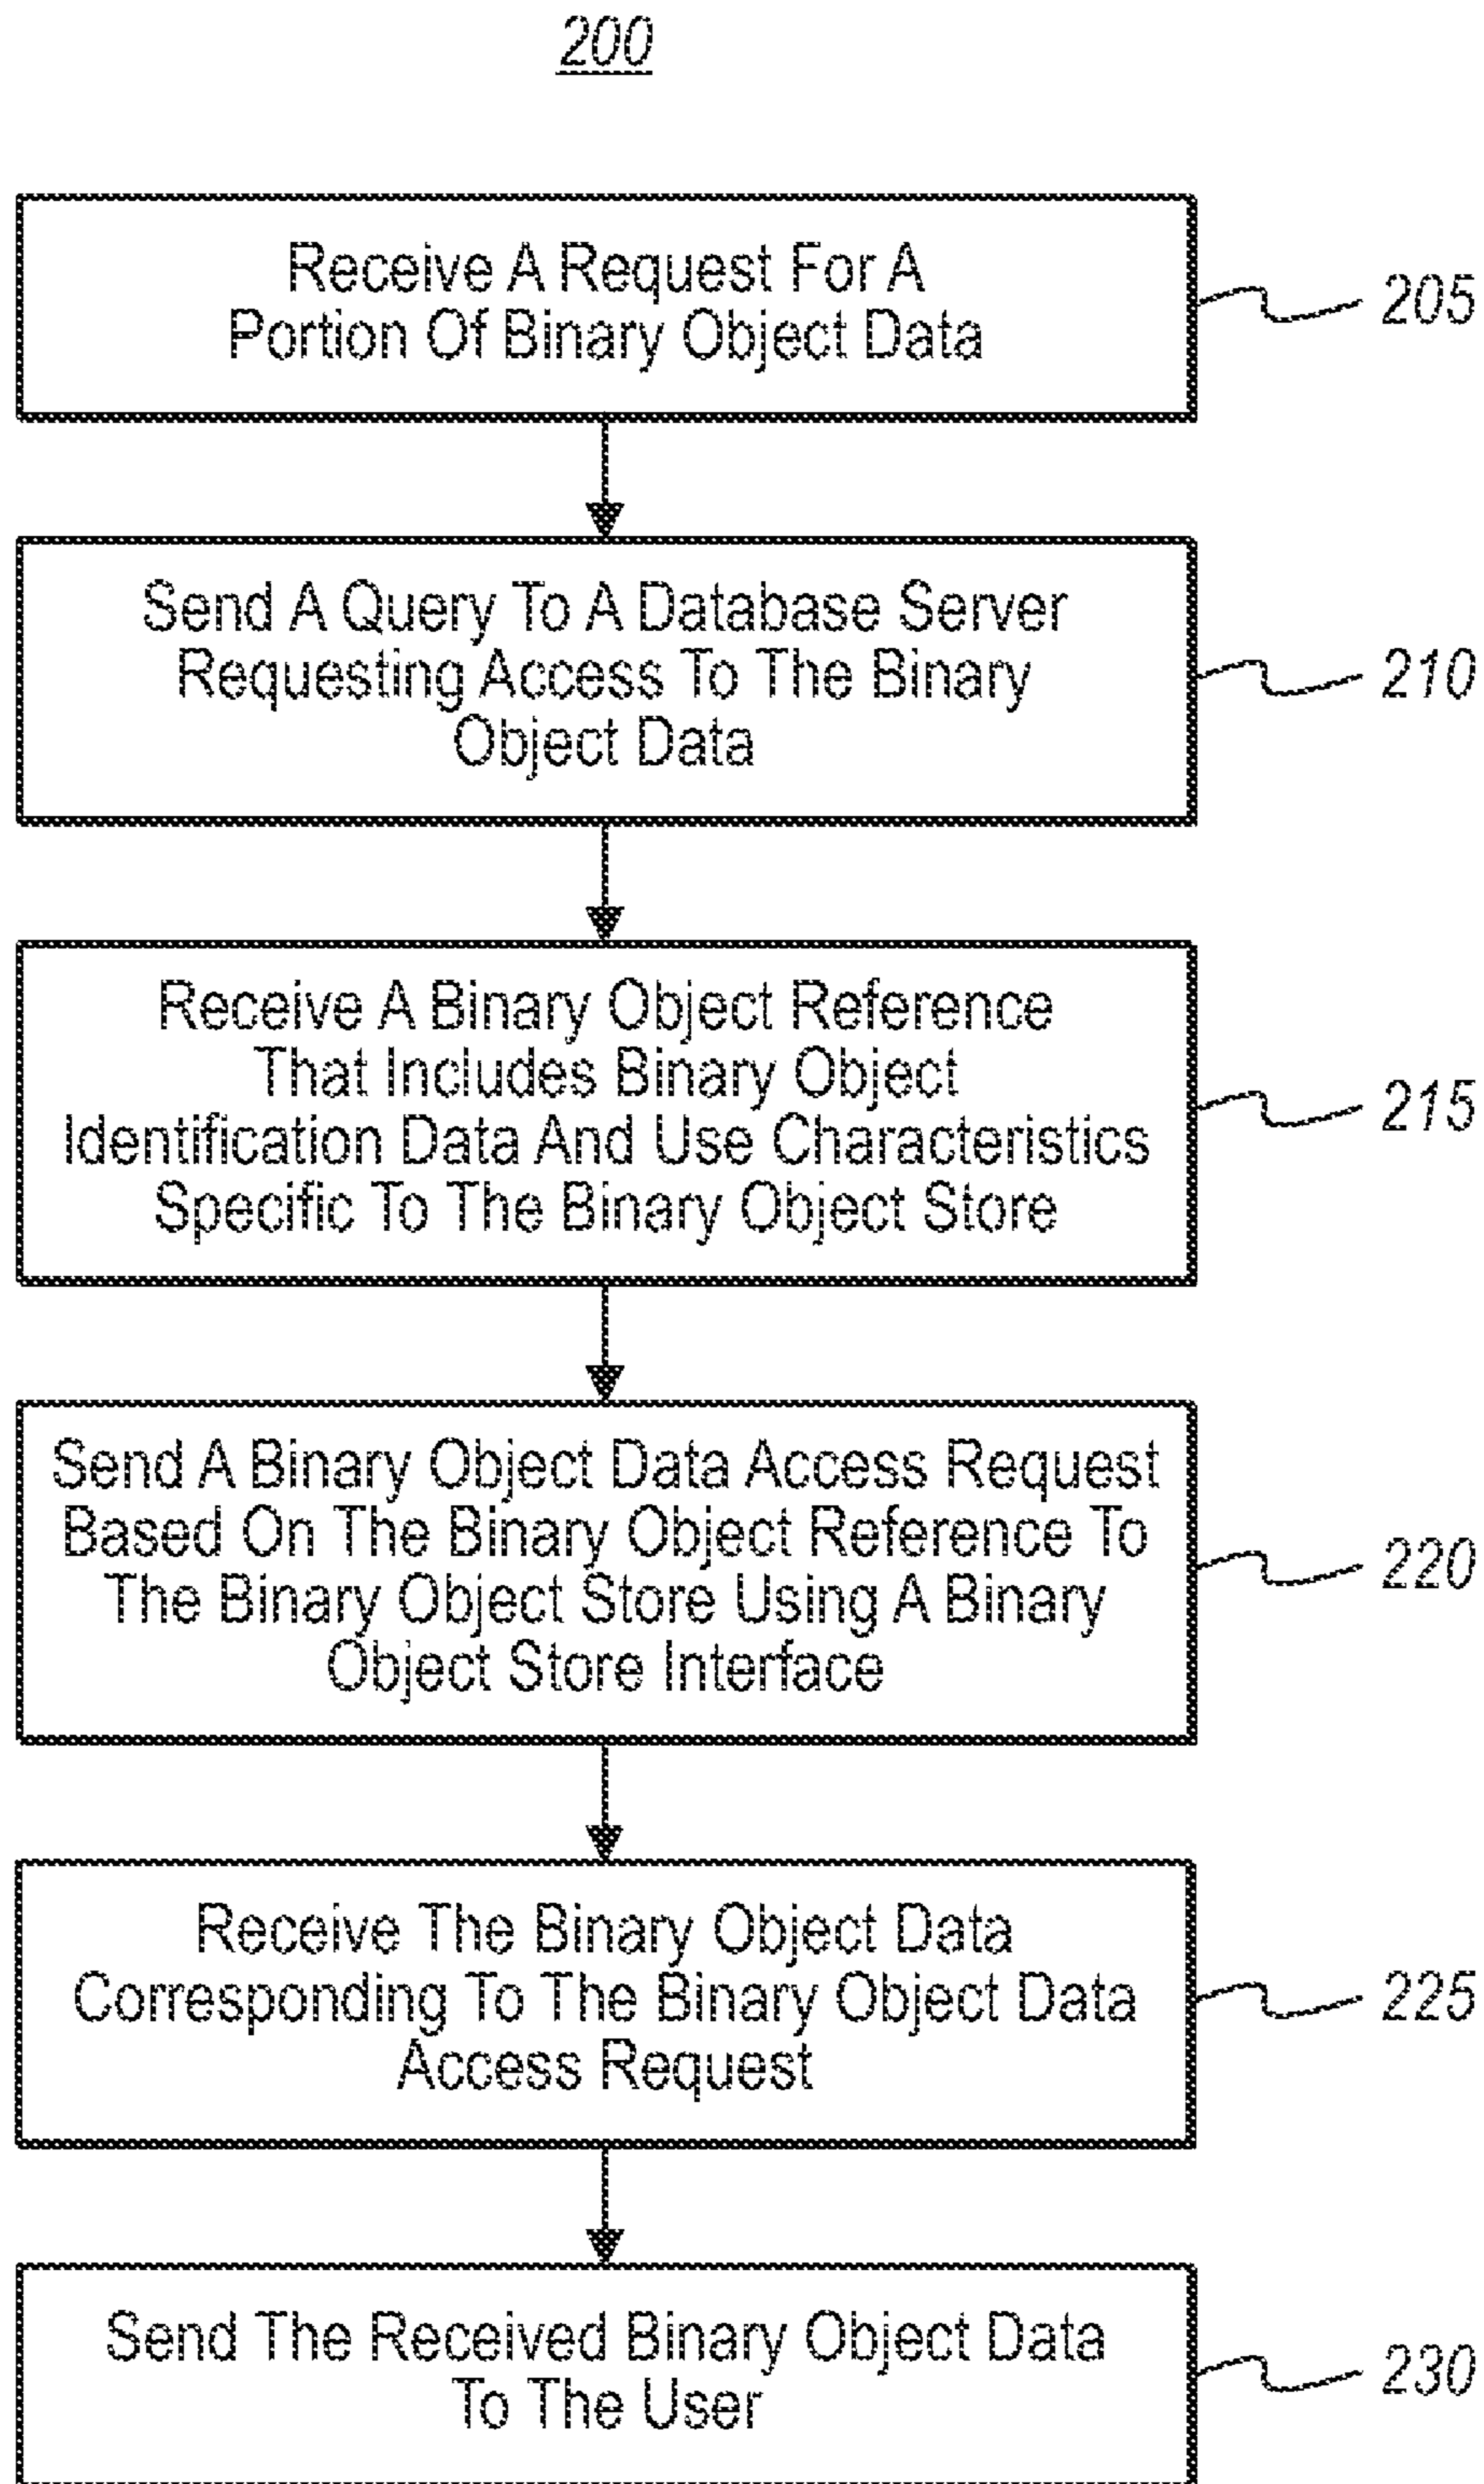 200
Receive A Request For A
Portion Of Binary Object Data
205
Send A Query To A Database Server
Requesting Access To The Binary
Object Data
210
Receive A Binary Object Reference
That Includes Binary Object
Identification Data And Use Characteristics
Specific To The Binary Object Store
215
Send A Binary Object Data Access Request
Based On The Binary Object Reference To
The Binary Object Store Using A Binary
Object Store Interface
220
Receive The Binary Object Data
Corresponding To The Binary Object Data
Access Request
225
Send The Received Binary Object Data
To The User
230